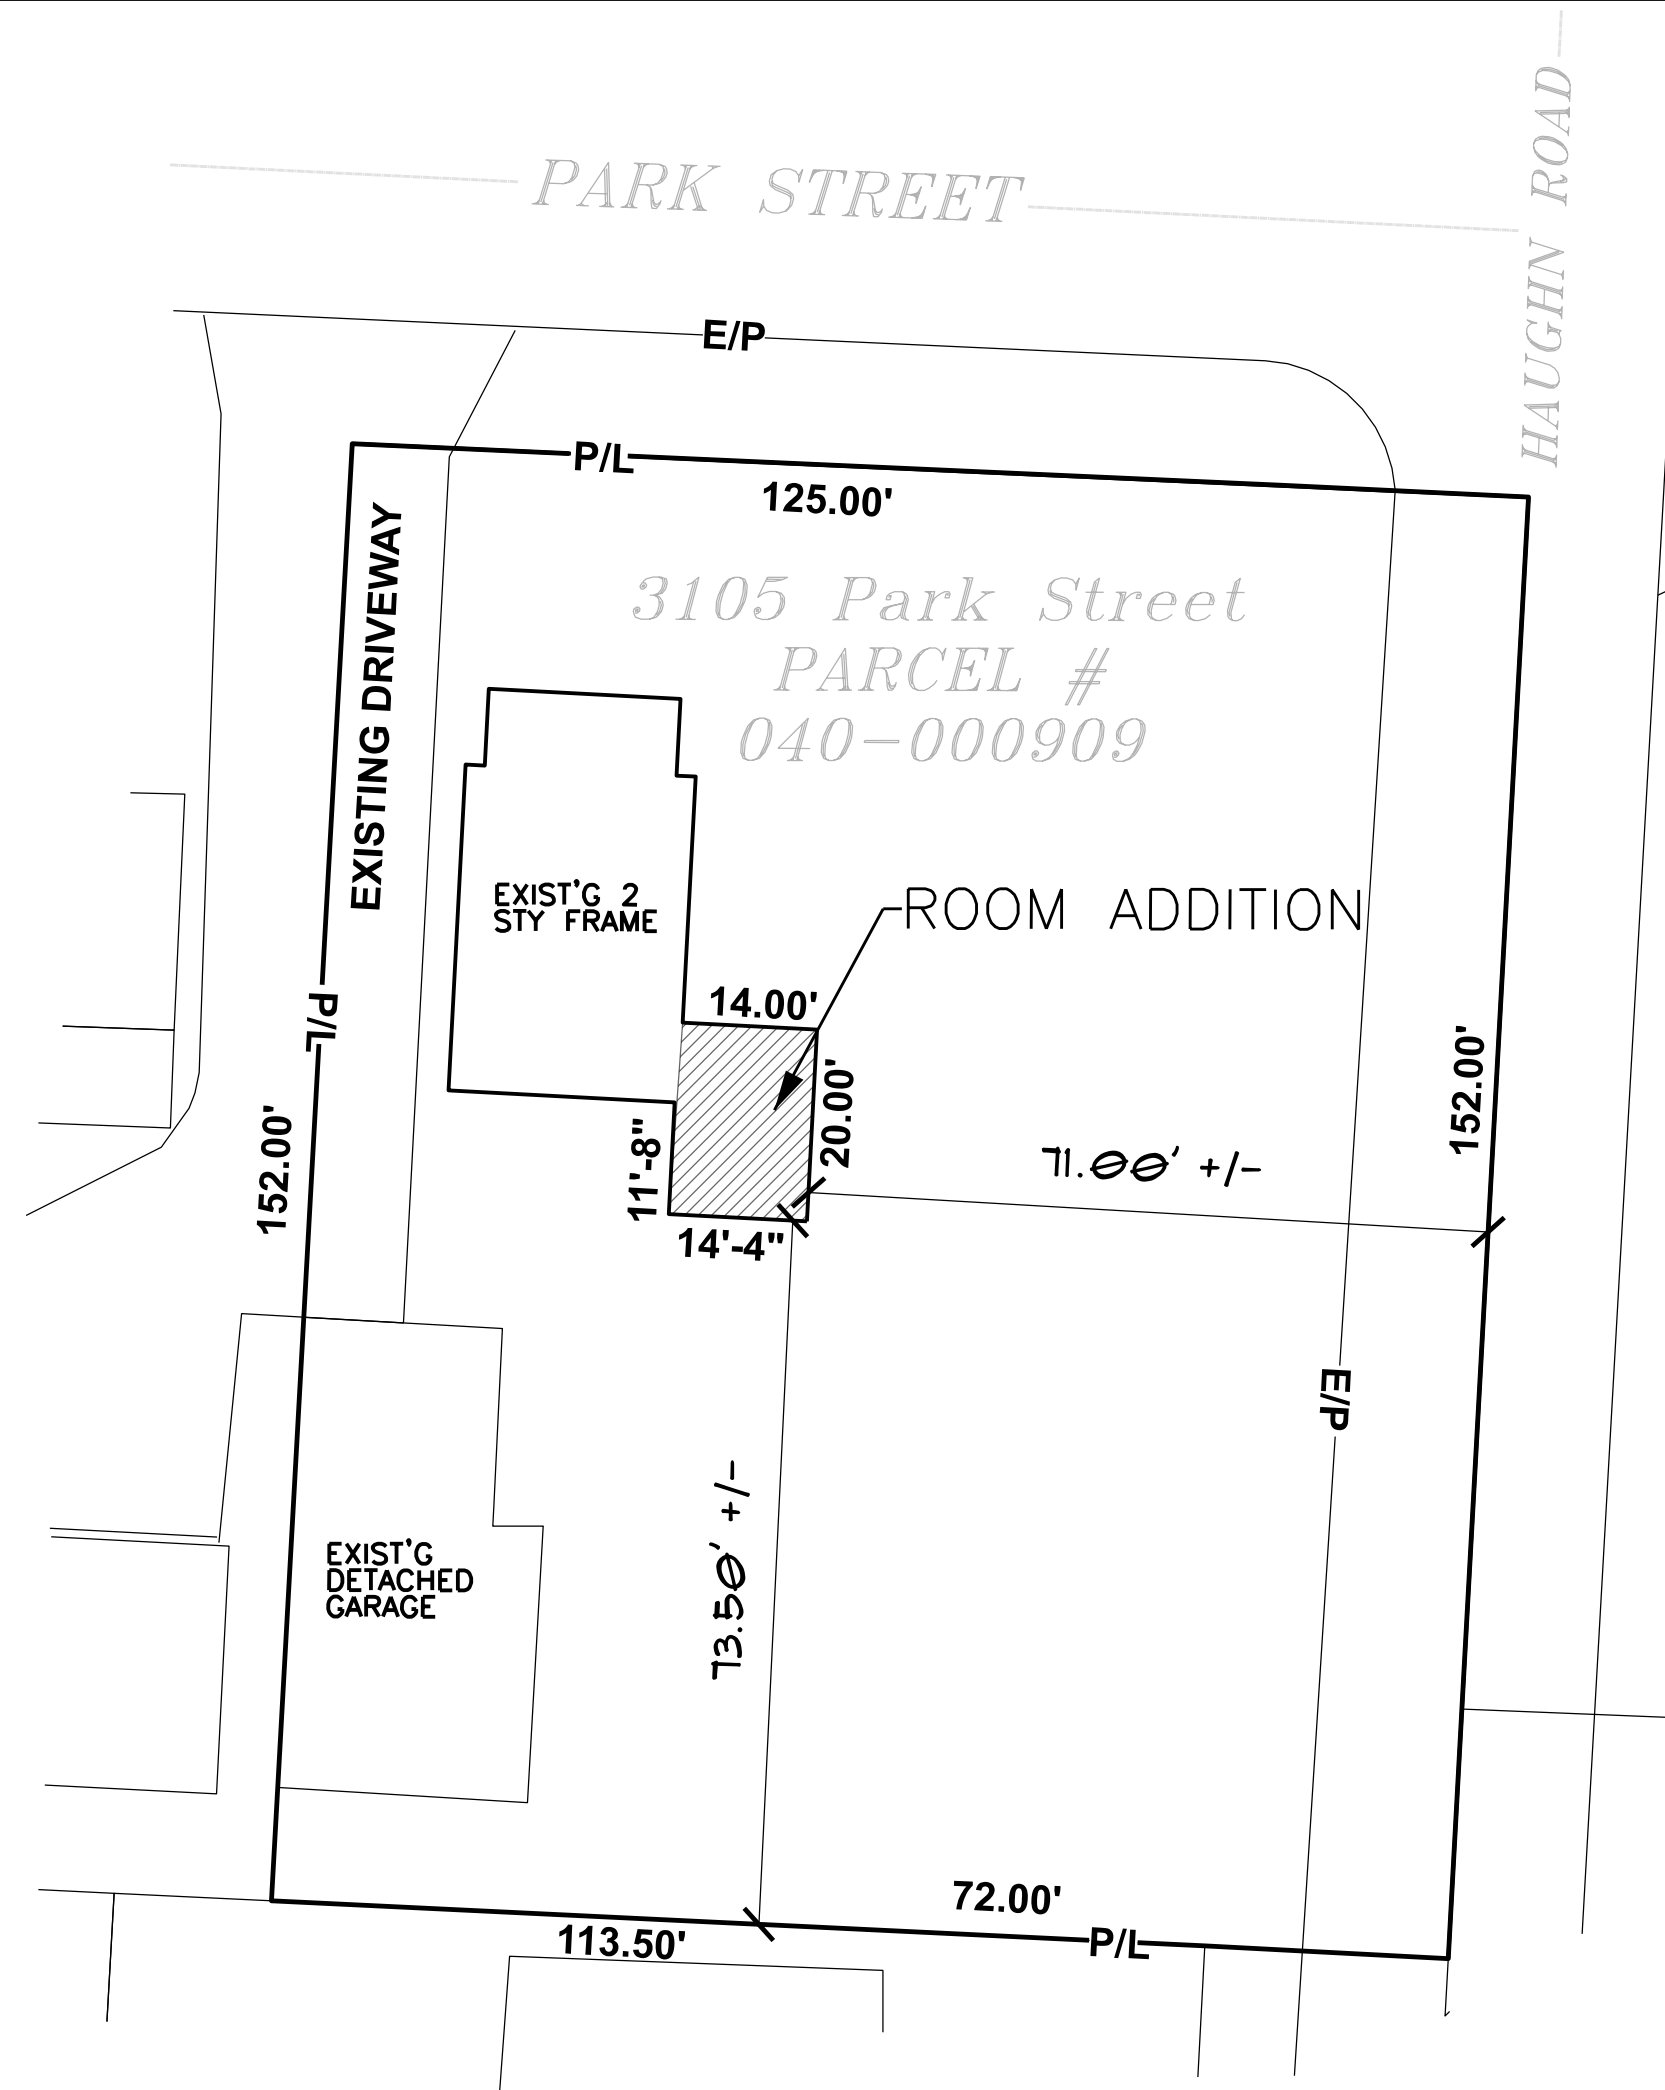 PARK STREET
HAUGHN ROAD
E/P
P/L
125.00'
EXISTING DRIVEWAY
3105 Park Street
PARCEL #
040-000909
EXIST'G 2
STY FRAME
ROOM ADDITION
14.00'
P/L
20.00'
152.00'
152.00'
11'-8"
71.00' +/-
14'-4"
E/P
73.50' +/-
EXIST'G
DETACHED
GARAGE
72.00'
113.50'
P/L